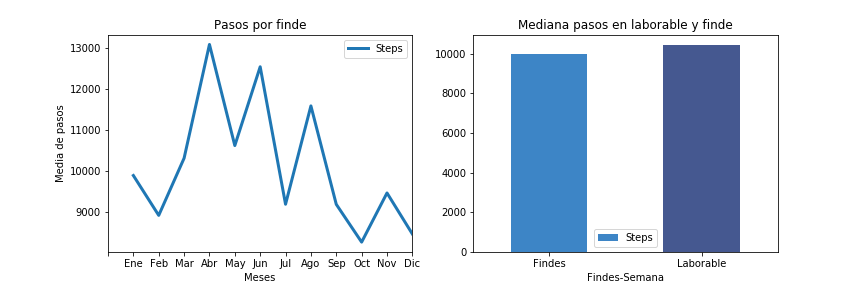 Pasos por finde
Steps
13000
12000
11000
10000
9000
Media de pasos
Ene Feb Mar Abr May Jun Jul Ago Sep Oct Nov Dic
Meses
Mediana pasos en laborable y finde
10000
8000
6000
4000
2000
0
Steps
Findes Laborable
Findes-Semana